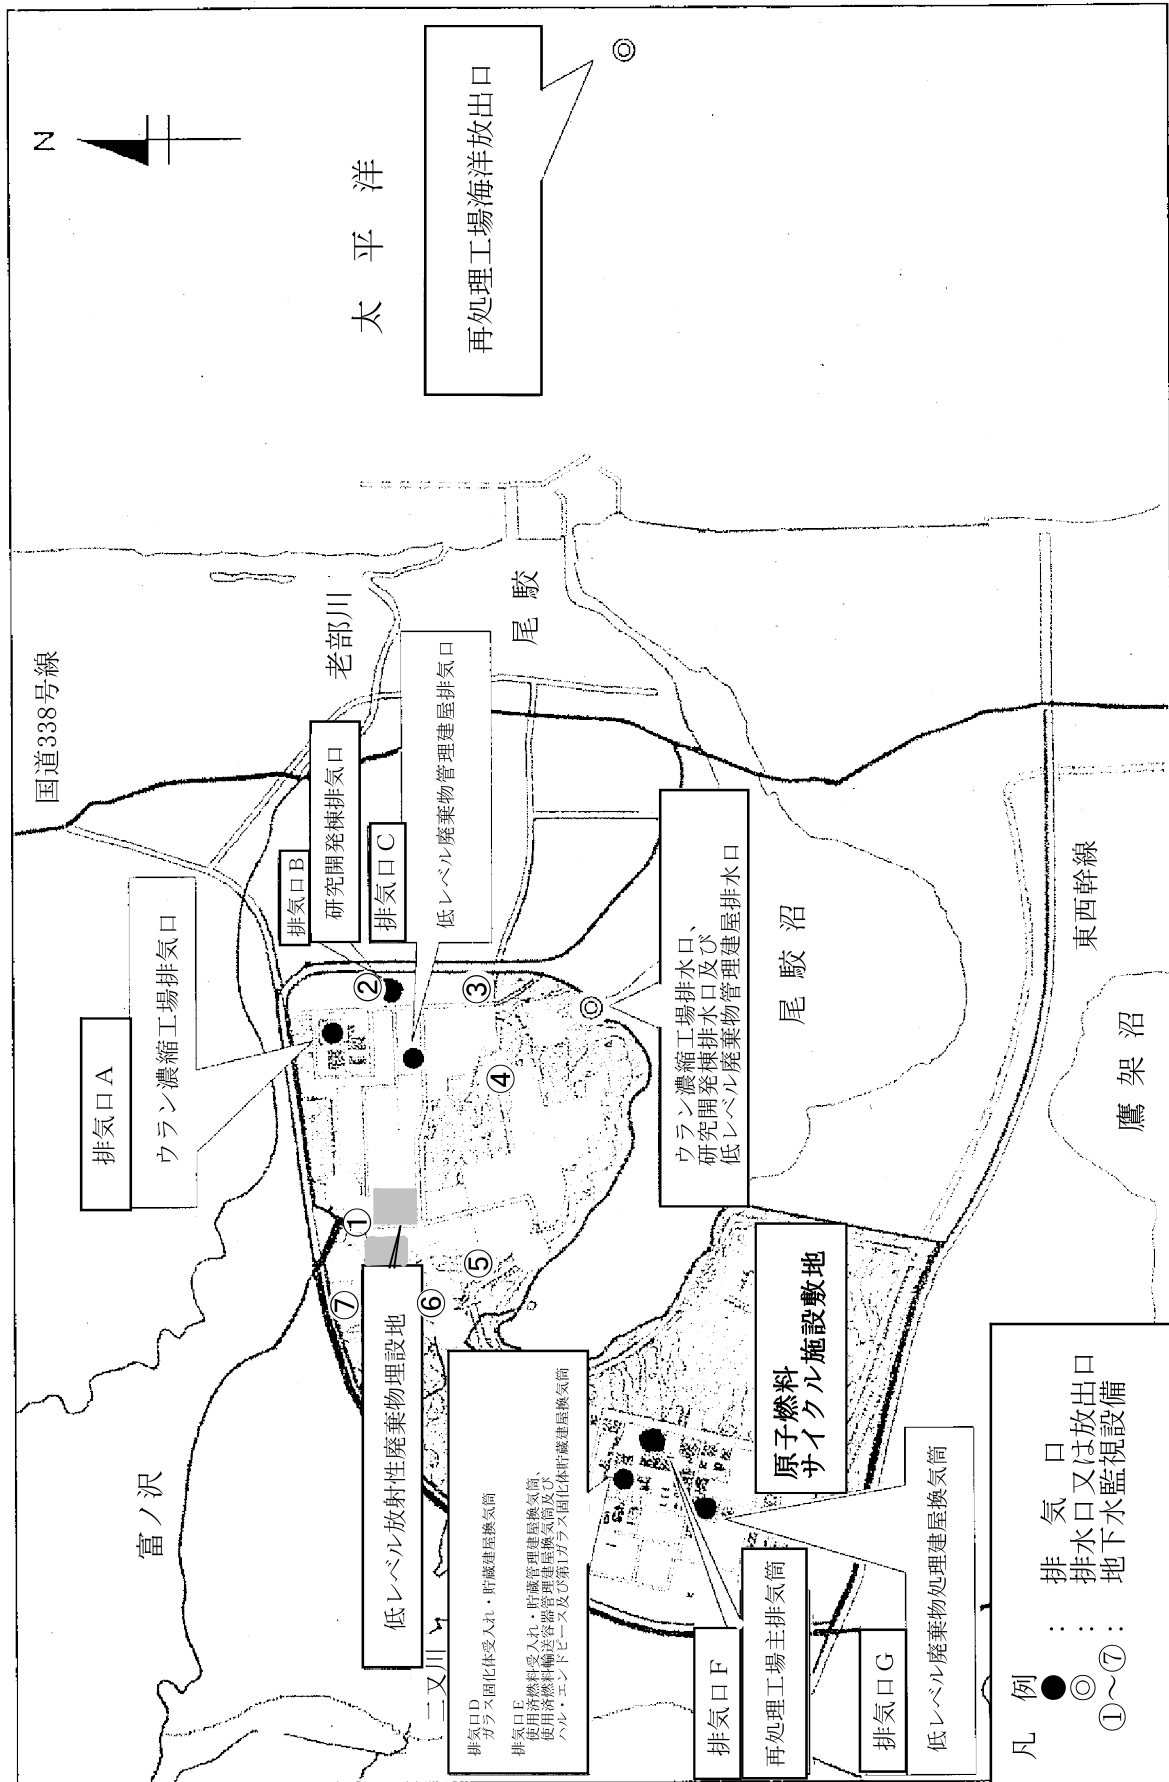 N
国道338号線
太平洋
再処理工場海洋放出口
老部川
尾駮
富ノ沢
排気口A
ウラン濃縮工場排気口
排気口B
研究開発棟排気口
排気口C
低レベル廃棄物管理建屋排気口
①
②
③
④
⑤
⑥
⑦
低レベル放射性廃棄物埋設地
ウラン濃縮工場排水口、
研究開発棟排水口及び
低レベル廃棄物管理建屋排水口
尾駮沼
二又川
排気口D
ガラス固化体受入れ・貯蔵建屋換気筒
排気口E
使用済燃料受入れ・貯蔵管理建屋換気筒、
使用済燃料輸送容器管理建屋換気筒及び
ハル・エンドピース及び第1ガラス固化体貯蔵建屋換気筒
原子燃料
サイクル施設敷地
排気口F
再処理工場主排気筒
排気口G
低レベル廃棄物処理建屋換気筒
東西幹線
鷹架沼
凡例
● : 排気口
◎ : 排水口又は放出口
①〜⑦ : 地下水監視設備